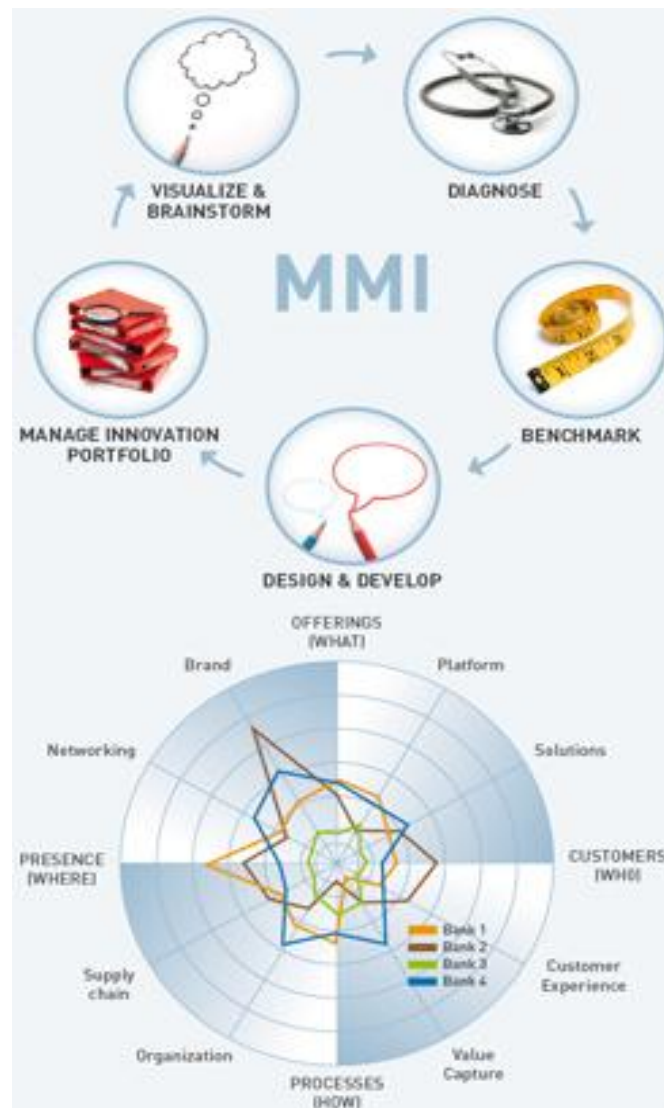 VISUALIZE &
BRAINSTORM
DIAGNOSE
MMI
MANAGE INNOVATION
PORTFOLIO
BENCHMARK
DESIGN & DEVELOP
OFFERINGS
(WHAT)
Brand
Platform
Networking
Solutions
PRESENCE
(WHERE)
CUSTOMERS
(WHO)
Bank 1
Bank 2
Bank 3
Bank 4
Supply
chain
Customer
Experience
Organization
Value
Capture
PROCESSES
(HOW)